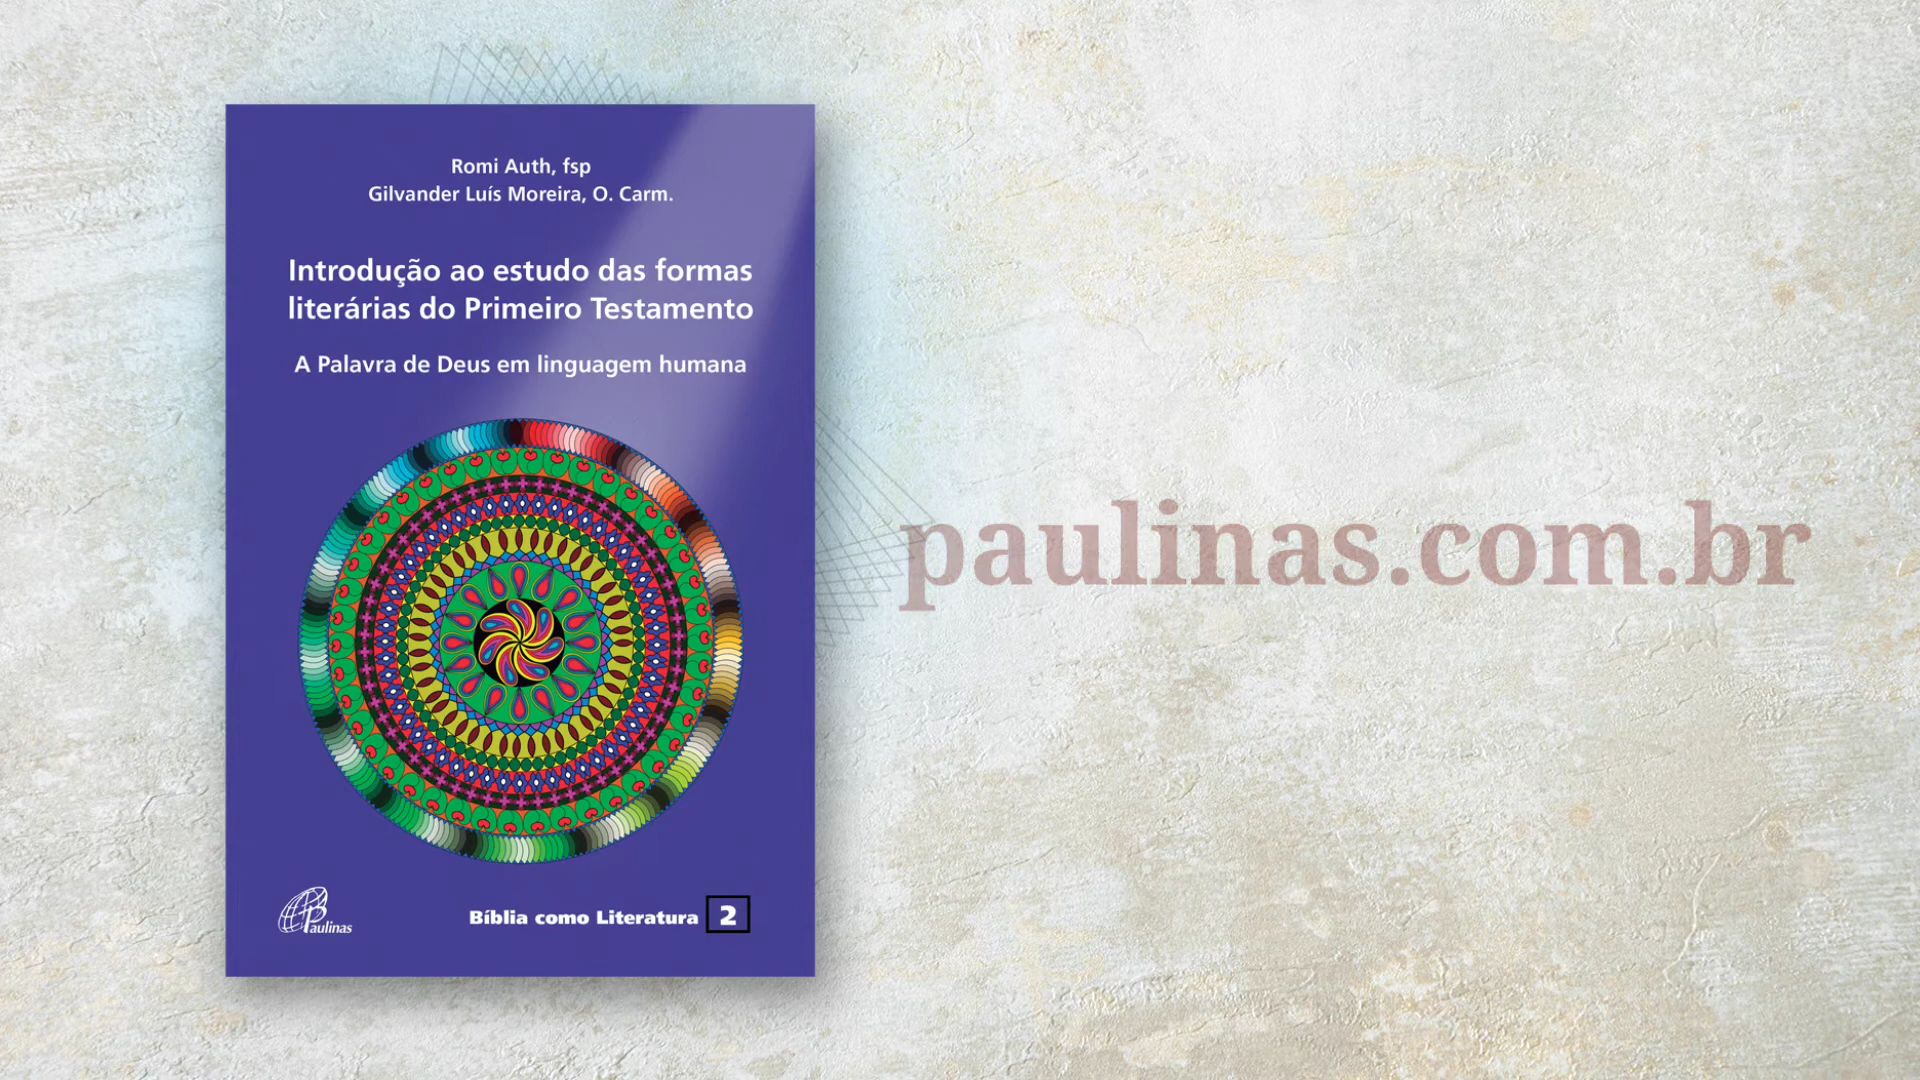 Romi Auth, fsp
Gilvander Luís Moreira, O. Carm.
Introdução ao estudo das formas
literárias do Primeiro Testamento
A Palavra de Deus em linguagem humana
Paulinas
Bíblia como Literatura 2
paulinas.com.br